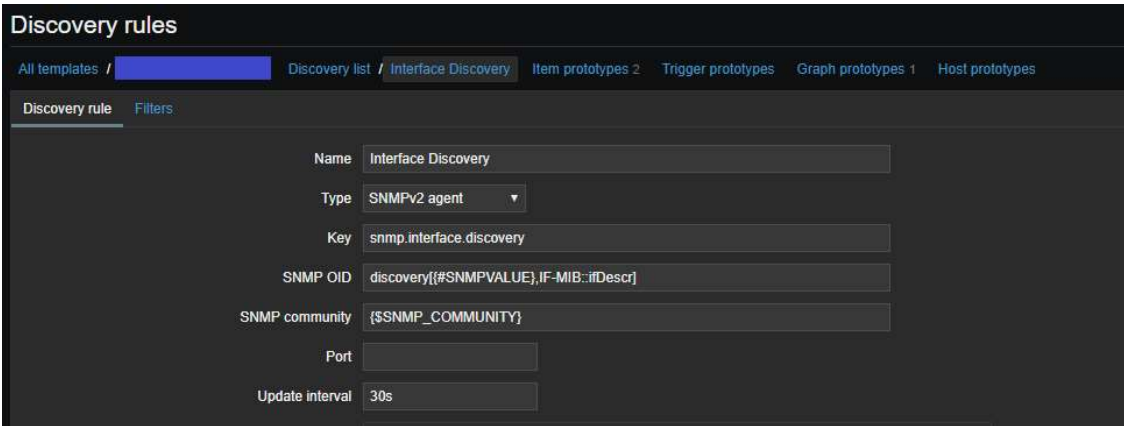 Discovery rules
All templates / Discovery list / Interface Discovery Item prototypes 2 Trigger prototypes Graph prototypes 1 Host prototypes
Discovery rule Filters
Name Interface Discovery
Type SNMPv2 agent
Key snmp.interface.discovery
SNMP OID discovery[{#SNMPVALUE},IF-MIB::ifDescr]
SNMP community {$SNMP_COMMUNITY}
Port
Update interval 30s